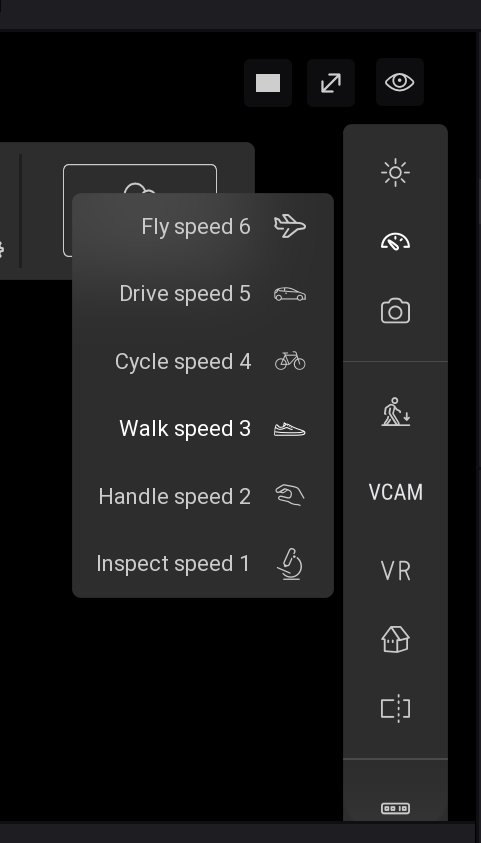 Fly speed 6
Drive speed 5
Cycle speed 4
Walk speed 3
Handle speed 2
Inspect speed 1
VCAM
VR